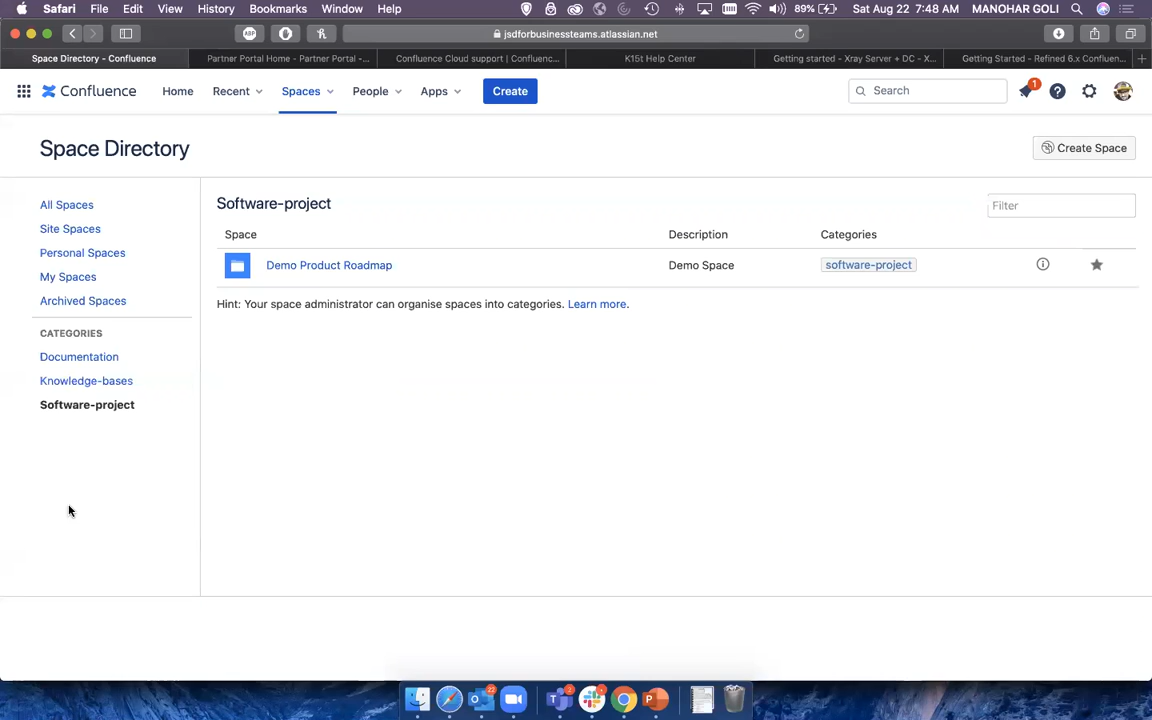 Safari File Edit View History Bookmarks Window Help 89% Sat Aug 22 7:48 AM MANOHAR GOLI
ABP jsdforbusinessteams.atlassian.net
Space Directory - Confluence Partner Portal Home - Partner Portal -... Confluence Cloud support | Confluenc... K15t Help Center Getting started - Xray Server + DC - X... Getting Started - Refined 6.x Confluen...
Confluence Home Recent Spaces People Apps Create Search 1
Space Directory Create Space
All Spaces
Site Spaces
Personal Spaces
My Spaces
Archived Spaces
CATEGORIES
Documentation
Knowledge-bases
Software-project
Software-project Filter
Space Description Categories
Demo Product Roadmap Demo Space software-project
Hint: Your space administrator can organise spaces into categories. Learn more.
22 2